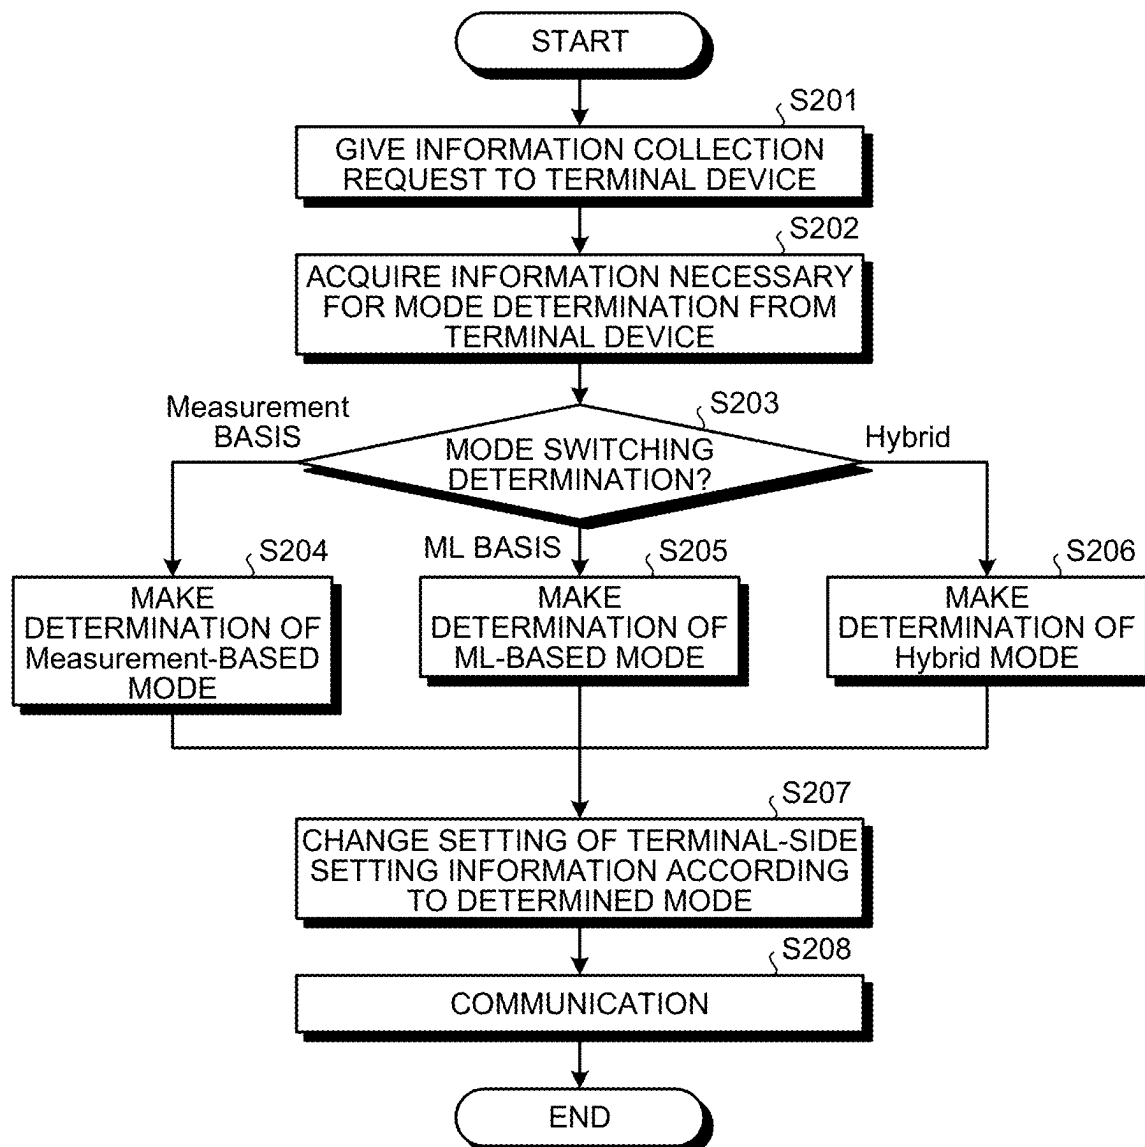 START
S201
GIVE INFORMATION COLLECTION
REQUEST TO TERMINAL DEVICE
S202
ACQUIRE INFORMATION NECESSARY
FOR MODE DETERMINATION FROM
TERMINAL DEVICE
S203
MODE SWITCHING
DETERMINATION?
Measurement
BASIS
ML BASIS
Hybrid
S204
MAKE
DETERMINATION OF
Measurement-BASED
MODE
S205
MAKE
DETERMINATION OF
ML-BASED MODE
S206
MAKE
DETERMINATION OF
Hybrid MODE
S207
CHANGE SETTING OF TERMINAL-SIDE
SETTING INFORMATION ACCORDING
TO DETERMINED MODE
S208
COMMUNICATION
END